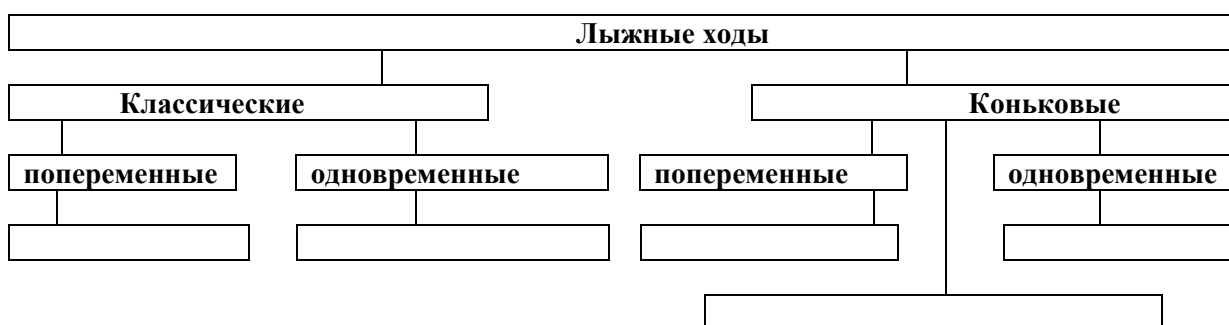 Лыжные ходы
Классические Коньковые
попеременные одновременные попеременные одновременные